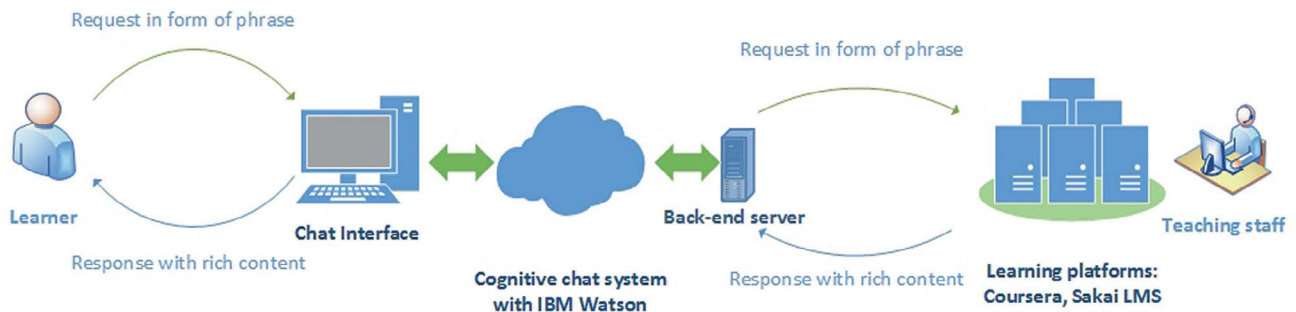 Request in form of phrase
Request in form of phrase
Learner
Chat Interface
Back-end server
Teaching staff
Response with rich content
Cognitive chat system
with IBM Watson
Response with rich content
Learning platforms:
Coursera, Sakai LMS